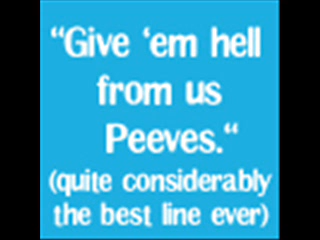 “Give ‘em hell
from us
Peeves.“
(quite considerably
the best line ever)